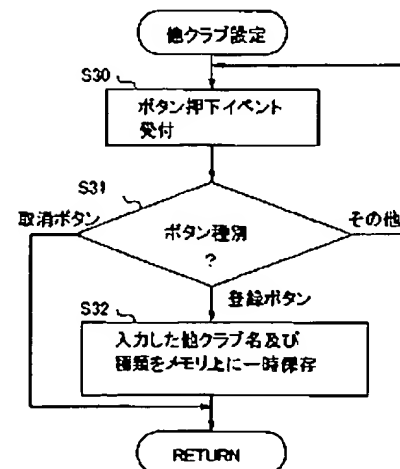 他クラブ設定
S30
ボタン押下イベント
受付
S31
取消ボタン
ボタン種別
?
その他
登録ボタン
S32
入力した他クラブ名及び
種類をメモリ上に一時保存
RETURN